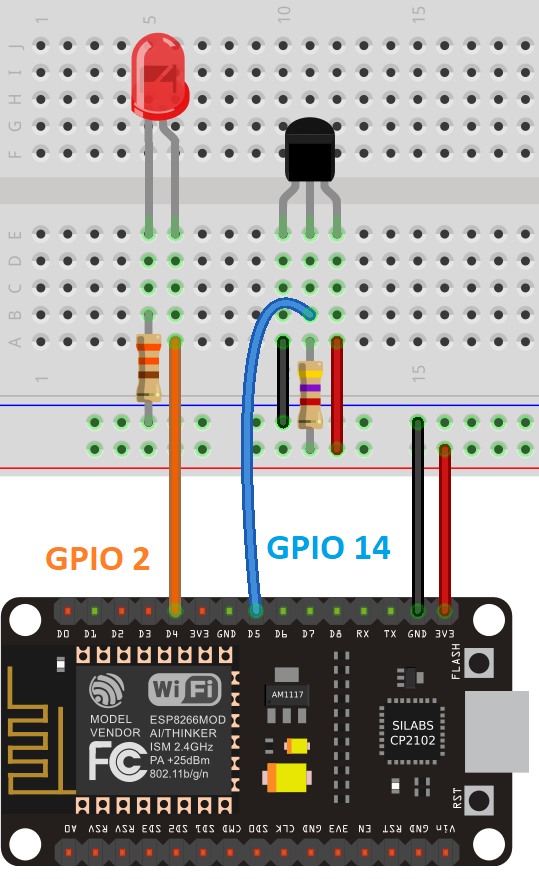 1 5 10 15
J
I
H
G
F
E
D
C
B
A
1 15
GPIO 2
GPIO 14
D0 D1 D2 D3 D4 3V3 GND D5 D6 D7 D8 RX TX GND 3V3
FLASH
WiFi
AM1117
MODEL
VENDOR
ESP8266MOD
AI/THINKER
ISM 2.4GHz
PA +25dBm
802.11b/g/n
FC
SILABS
CP2102
RST
A0 RSV RSV SD3 SD2 SD1 CMD SD0 CLK GND 3V3 EN RST GND Vin